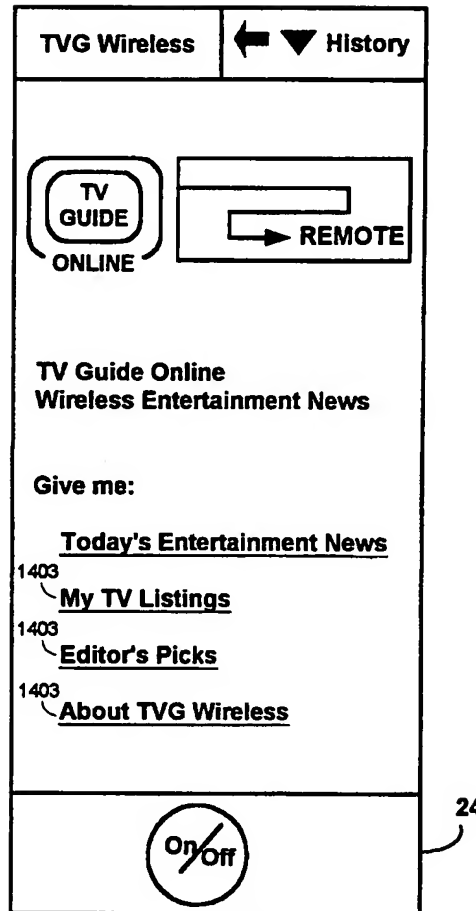 TVG Wireless
History
TV
GUIDE
ONLINE
REMOTE
TV Guide Online
Wireless Entertainment News
Give me:
Today's Entertainment News
1403
My TV Listings
1403
Editor's Picks
1403
About TVG Wireless
On/Off
24